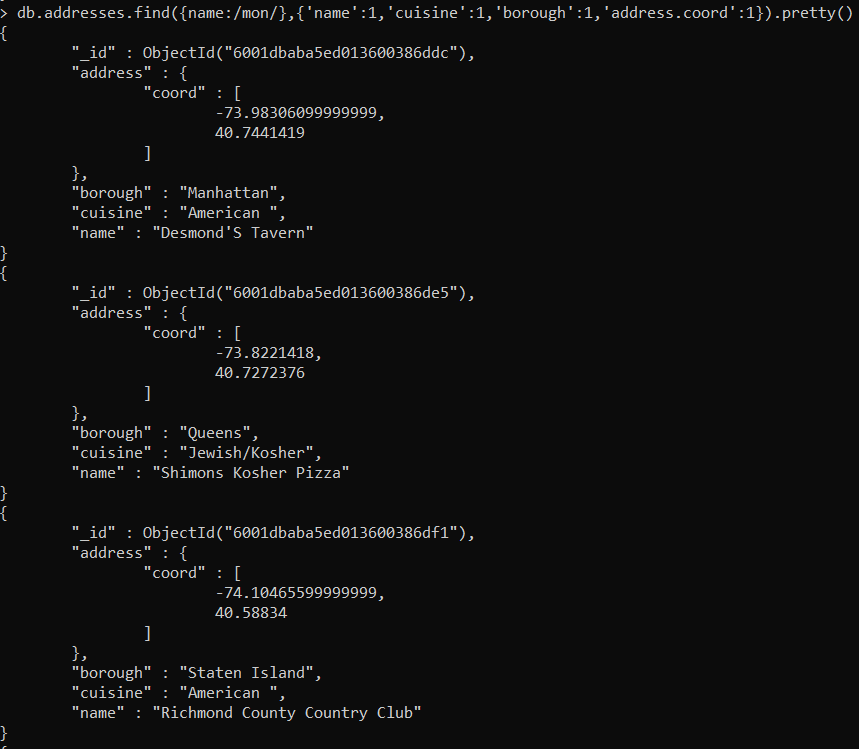 > db.addresses.find({name:/mon/},{'name':1,'cuisine':1,'borough':1,'address.coord':1}).pretty()
{
        "_id" : ObjectId("6001dbaba5ed013600386ddc"),
        "address" : {
                "coord" : [
                        -73.98306099999999,
                        40.7441419
                ]
        },
        "borough" : "Manhattan",
        "cuisine" : "American ",
        "name" : "Desmond'S Tavern"
}
{
        "_id" : ObjectId("6001dbaba5ed013600386de5"),
        "address" : {
                "coord" : [
                        -73.8221418,
                        40.7272376
                ]
        },
        "borough" : "Queens",
        "cuisine" : "Jewish/Kosher",
        "name" : "Shimons Kosher Pizza"
}
{
        "_id" : ObjectId("6001dbaba5ed013600386df1"),
        "address" : {
                "coord" : [
                        -74.10465599999999,
                        40.58834
                ]
        },
        "borough" : "Staten Island",
        "cuisine" : "American ",
        "name" : "Richmond County Country Club"
}